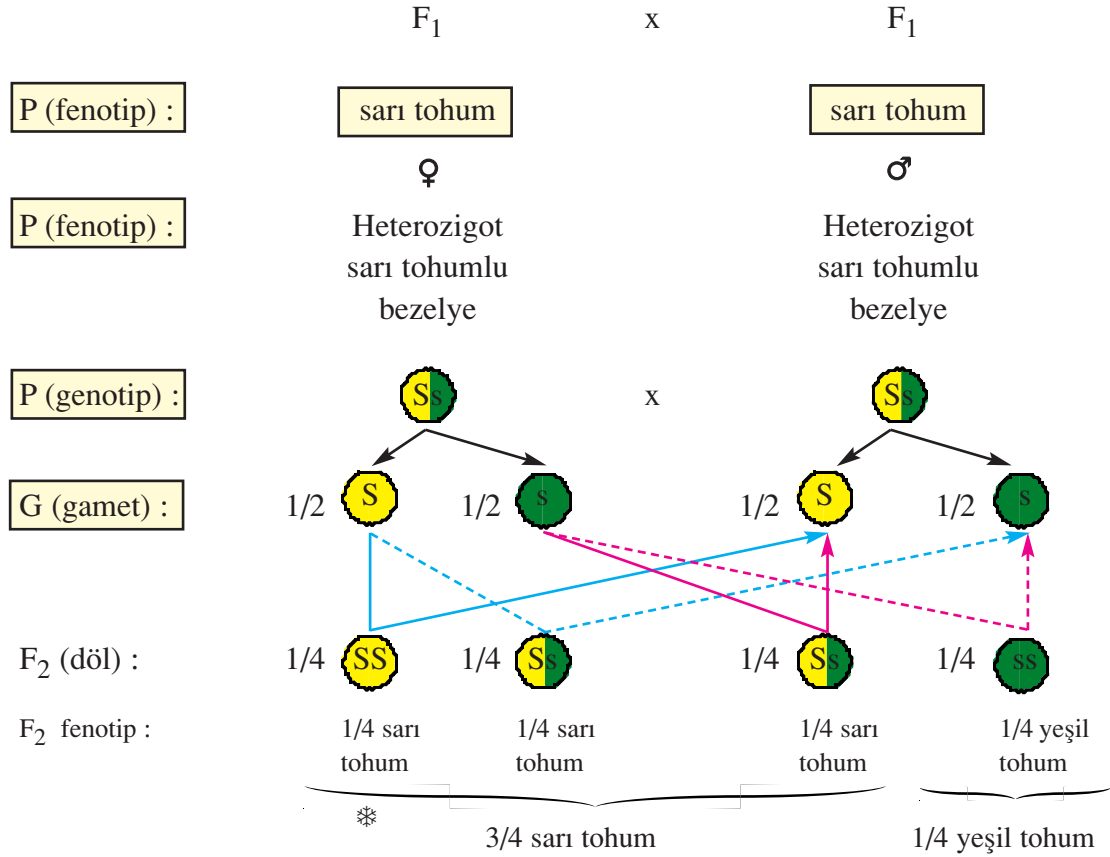 F1 x F1
P (fenotip) : sarı tohum sarı tohum
♀ ♂
P (fenotip) : Heterozigot Heterozigot
sarı tohumlu sarı tohumlu
bezelye bezelye
P (genotip) : Ss x Ss
G (gamet) : 1/2 S 1/2 s 1/2 S 1/2 s
F2 (döl) : 1/4 SS 1/4 Ss 1/4 Ss 1/4 ss
F2 fenotip : 1/4 sarı 1/4 sarı 1/4 sarı 1/4 yeşil
tohum tohum tohum tohum
❄
3/4 sarı tohum 1/4 yeşil tohum